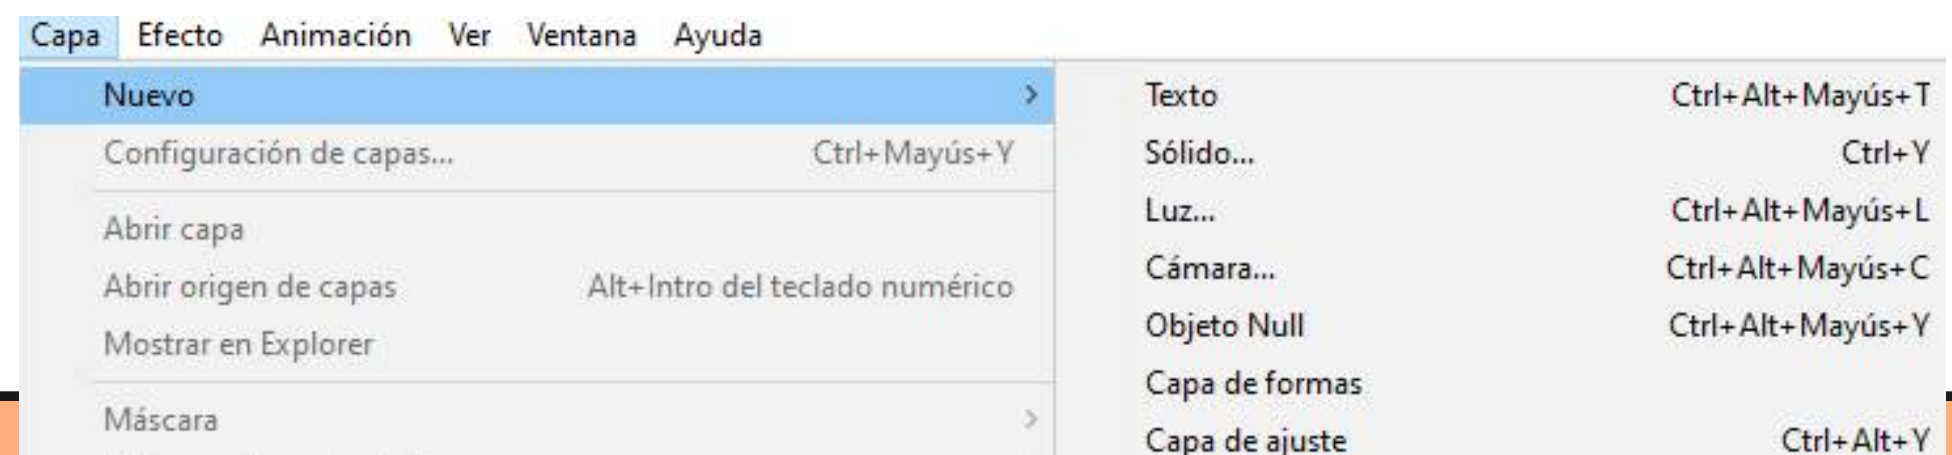 Capa Efecto Animación Ver Ventana Ayuda
Nuevo
Configuración de capas... Ctrl+Mayús+Y
Abrir capa
Abrir origen de capas Alt+Intro del teclado numérico
Mostrar en Explorer
Máscara
Texto Ctrl+Alt+Mayús+T
Sólido... Ctrl+Y
Luz... Ctrl+Alt+Mayús+L
Cámara... Ctrl+Alt+Mayús+C
Objeto Null Ctrl+Alt+Mayús+Y
Capa de formas
Capa de ajuste Ctrl+Alt+Y